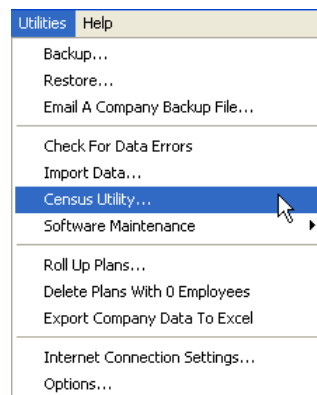 Utilities Help
Backup...
Restore...
Email A Company Backup File...
Check For Data Errors
Import Data...
Census Utility...
Software Maintenance
Roll Up Plans...
Delete Plans With 0 Employees
Export Company Data To Excel
Internet Connection Settings...
Options...